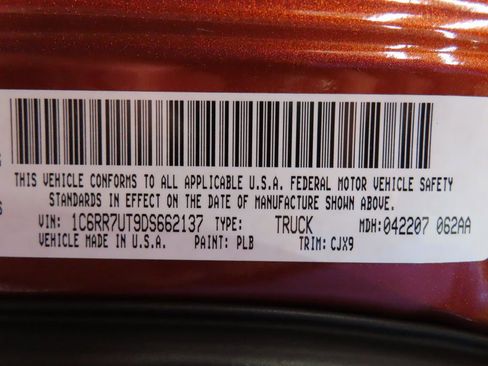 THIS VEHICLE CONFORMS TO ALL APPLICABLE U.S.A. FEDERAL MOTOR VEHICLE SAFETY
STANDARDS IN EFFECT ON THE DATE OF MANUFACTURE SHOWN ABOVE.
VIN: 1C6RR7UT9DS662137 TYPE: TRUCK MDH:042207 062AA
VEHICLE MADE IN U.S.A. PAINT: PLB TRIM: CJX9